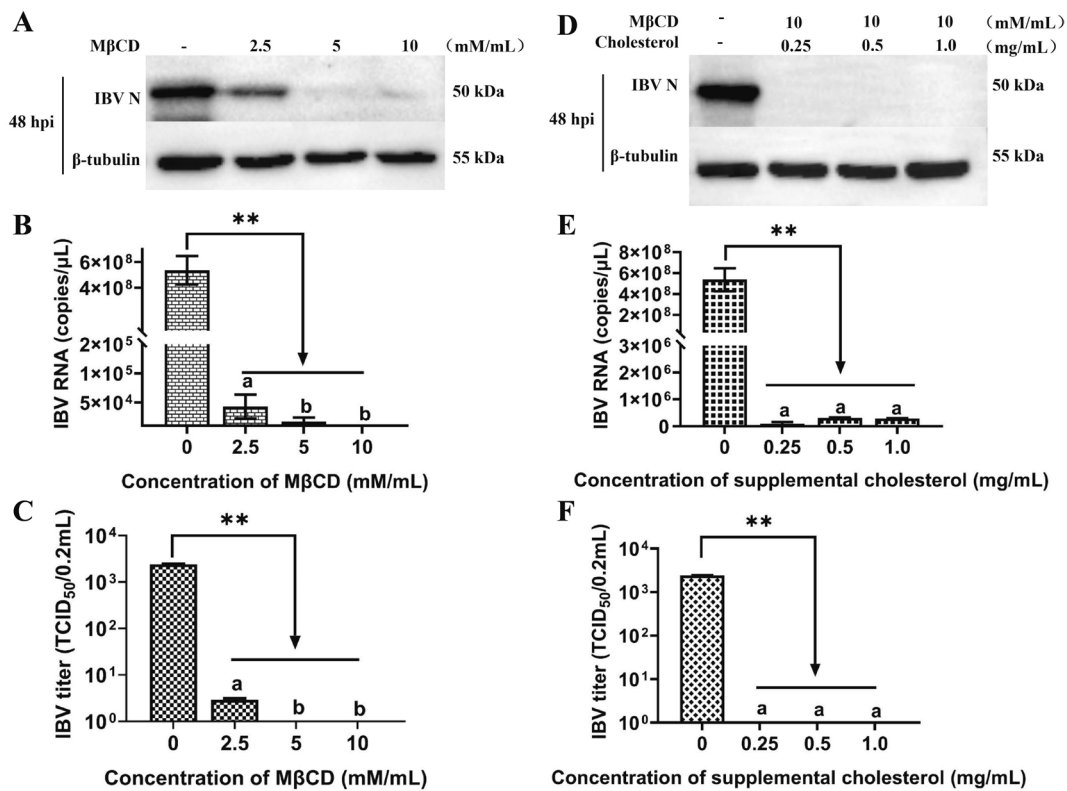 A
MβCD - 2.5 5 10 (mM/mL)
IBV N 50 kDa
48 hpi
β-tubulin 55 kDa
B
**
IBV RNA (copies/μL)
6×10⁸
4×10⁸
2×10⁵
1×10⁵
5×10⁴
a b b
0 2.5 5 10
Concentration of MβCD (mM/mL)
C
**
IBV titer (TCID₅₀/0.2mL)
10⁴
10³
10²
10¹
10⁰
a b b
0 2.5 5 10
Concentration of MβCD (mM/mL)
D
MβCD - 10 10 10 (mM/mL)
Cholesterol - 0.25 0.5 1.0 (mg/mL)
IBV N 50 kDa
48 hpi
β-tubulin 55 kDa
E
**
IBV RNA (copies/μL)
8×10⁸
6×10⁸
4×10⁸
2×10⁸
3×10⁶
2×10⁶
1×10⁶
0
a a a
0 0.25 0.5 1.0
Concentration of supplemental cholesterol (mg/mL)
F
**
IBV titer (TCID₅₀/0.2mL)
10⁴
10³
10²
10¹
10⁰
a a a
0 0.25 0.5 1.0
Concentration of supplemental cholesterol (mg/mL)